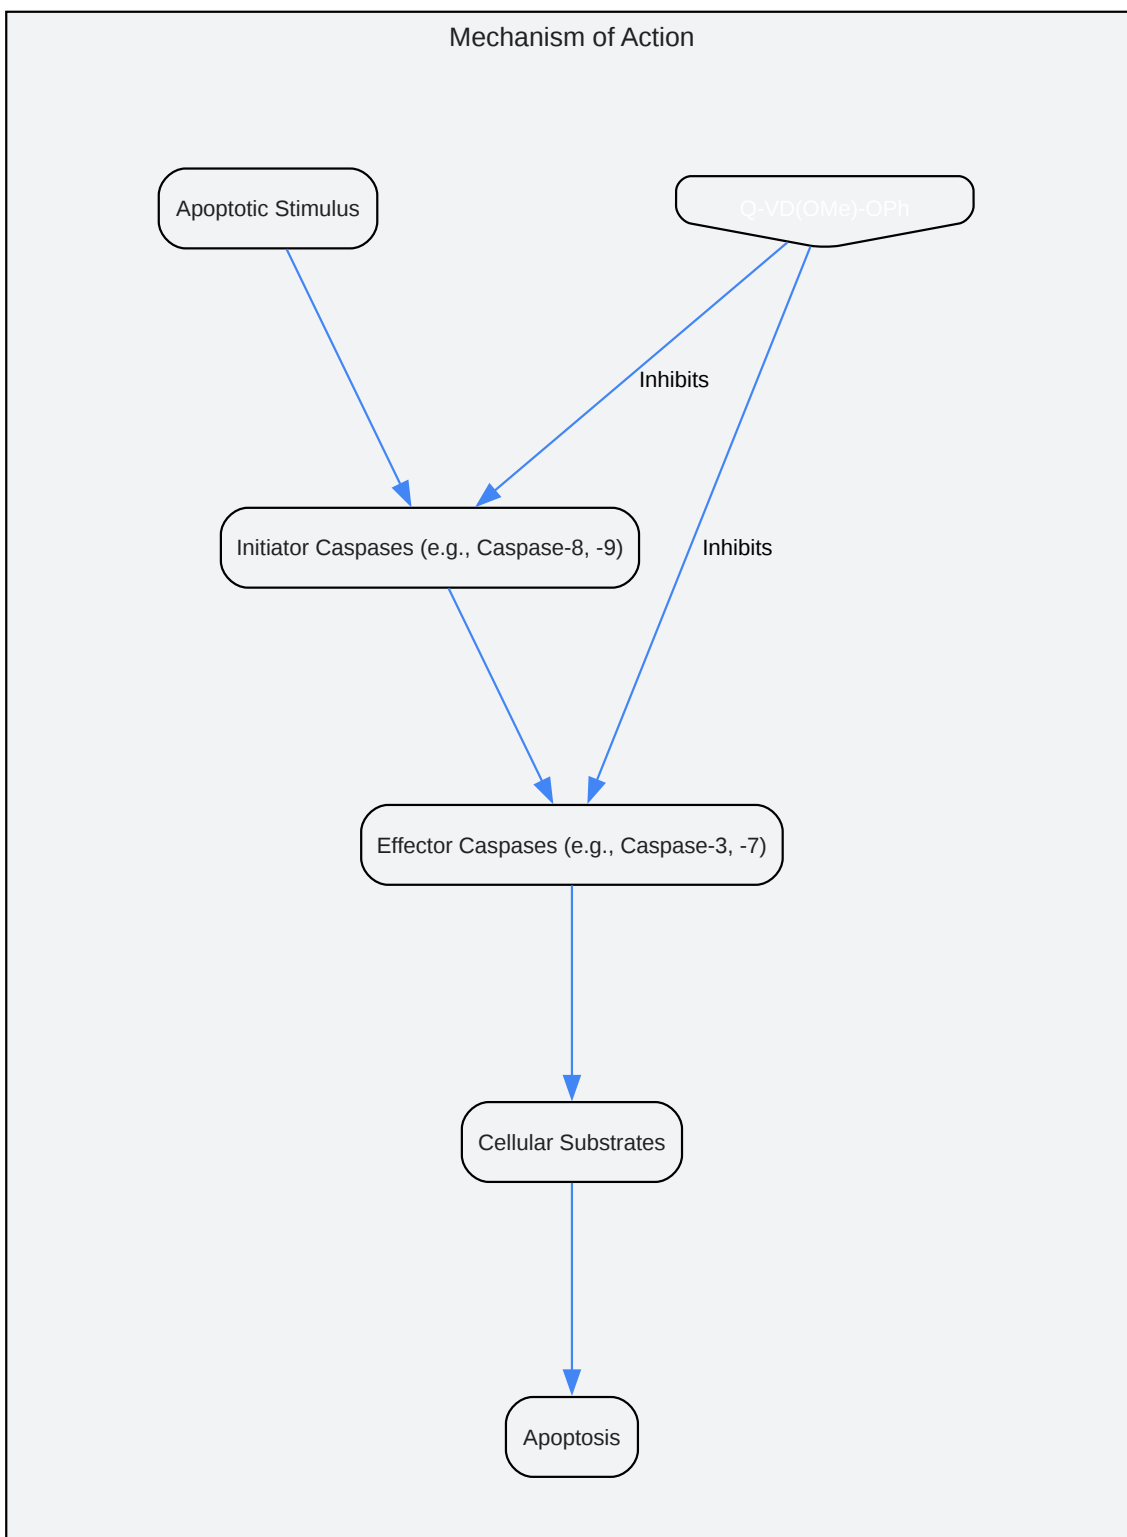 Mechanism of Action
Apoptotic Stimulus
Q-VD(OMe)-OPh
Inhibits
Initiator Caspases (e.g., Caspase-8, -9)
Inhibits
Effector Caspases (e.g., Caspase-3, -7)
Cellular Substrates
Apoptosis